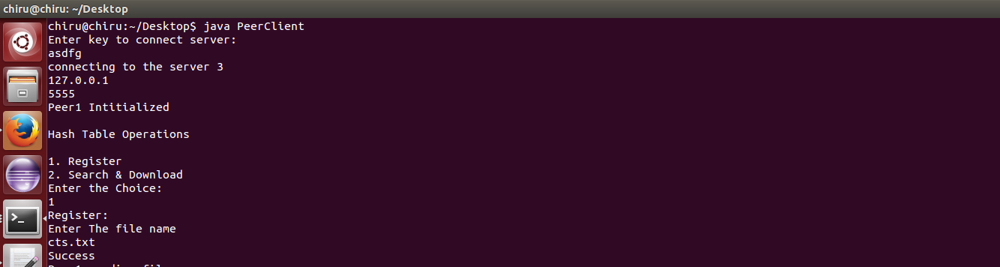 chiru@chiru: ~/Desktop
chiru@chiru:~/Desktop$ java PeerClient
Enter key to connect server:
asdfg
connecting to the server 3
127.0.0.1
5555
Peer1 Intitialized
Hash Table Operations
1. Register
2. Search & Download
Enter the Choice:
1
Register:
Enter The file name
cts.txt
Success